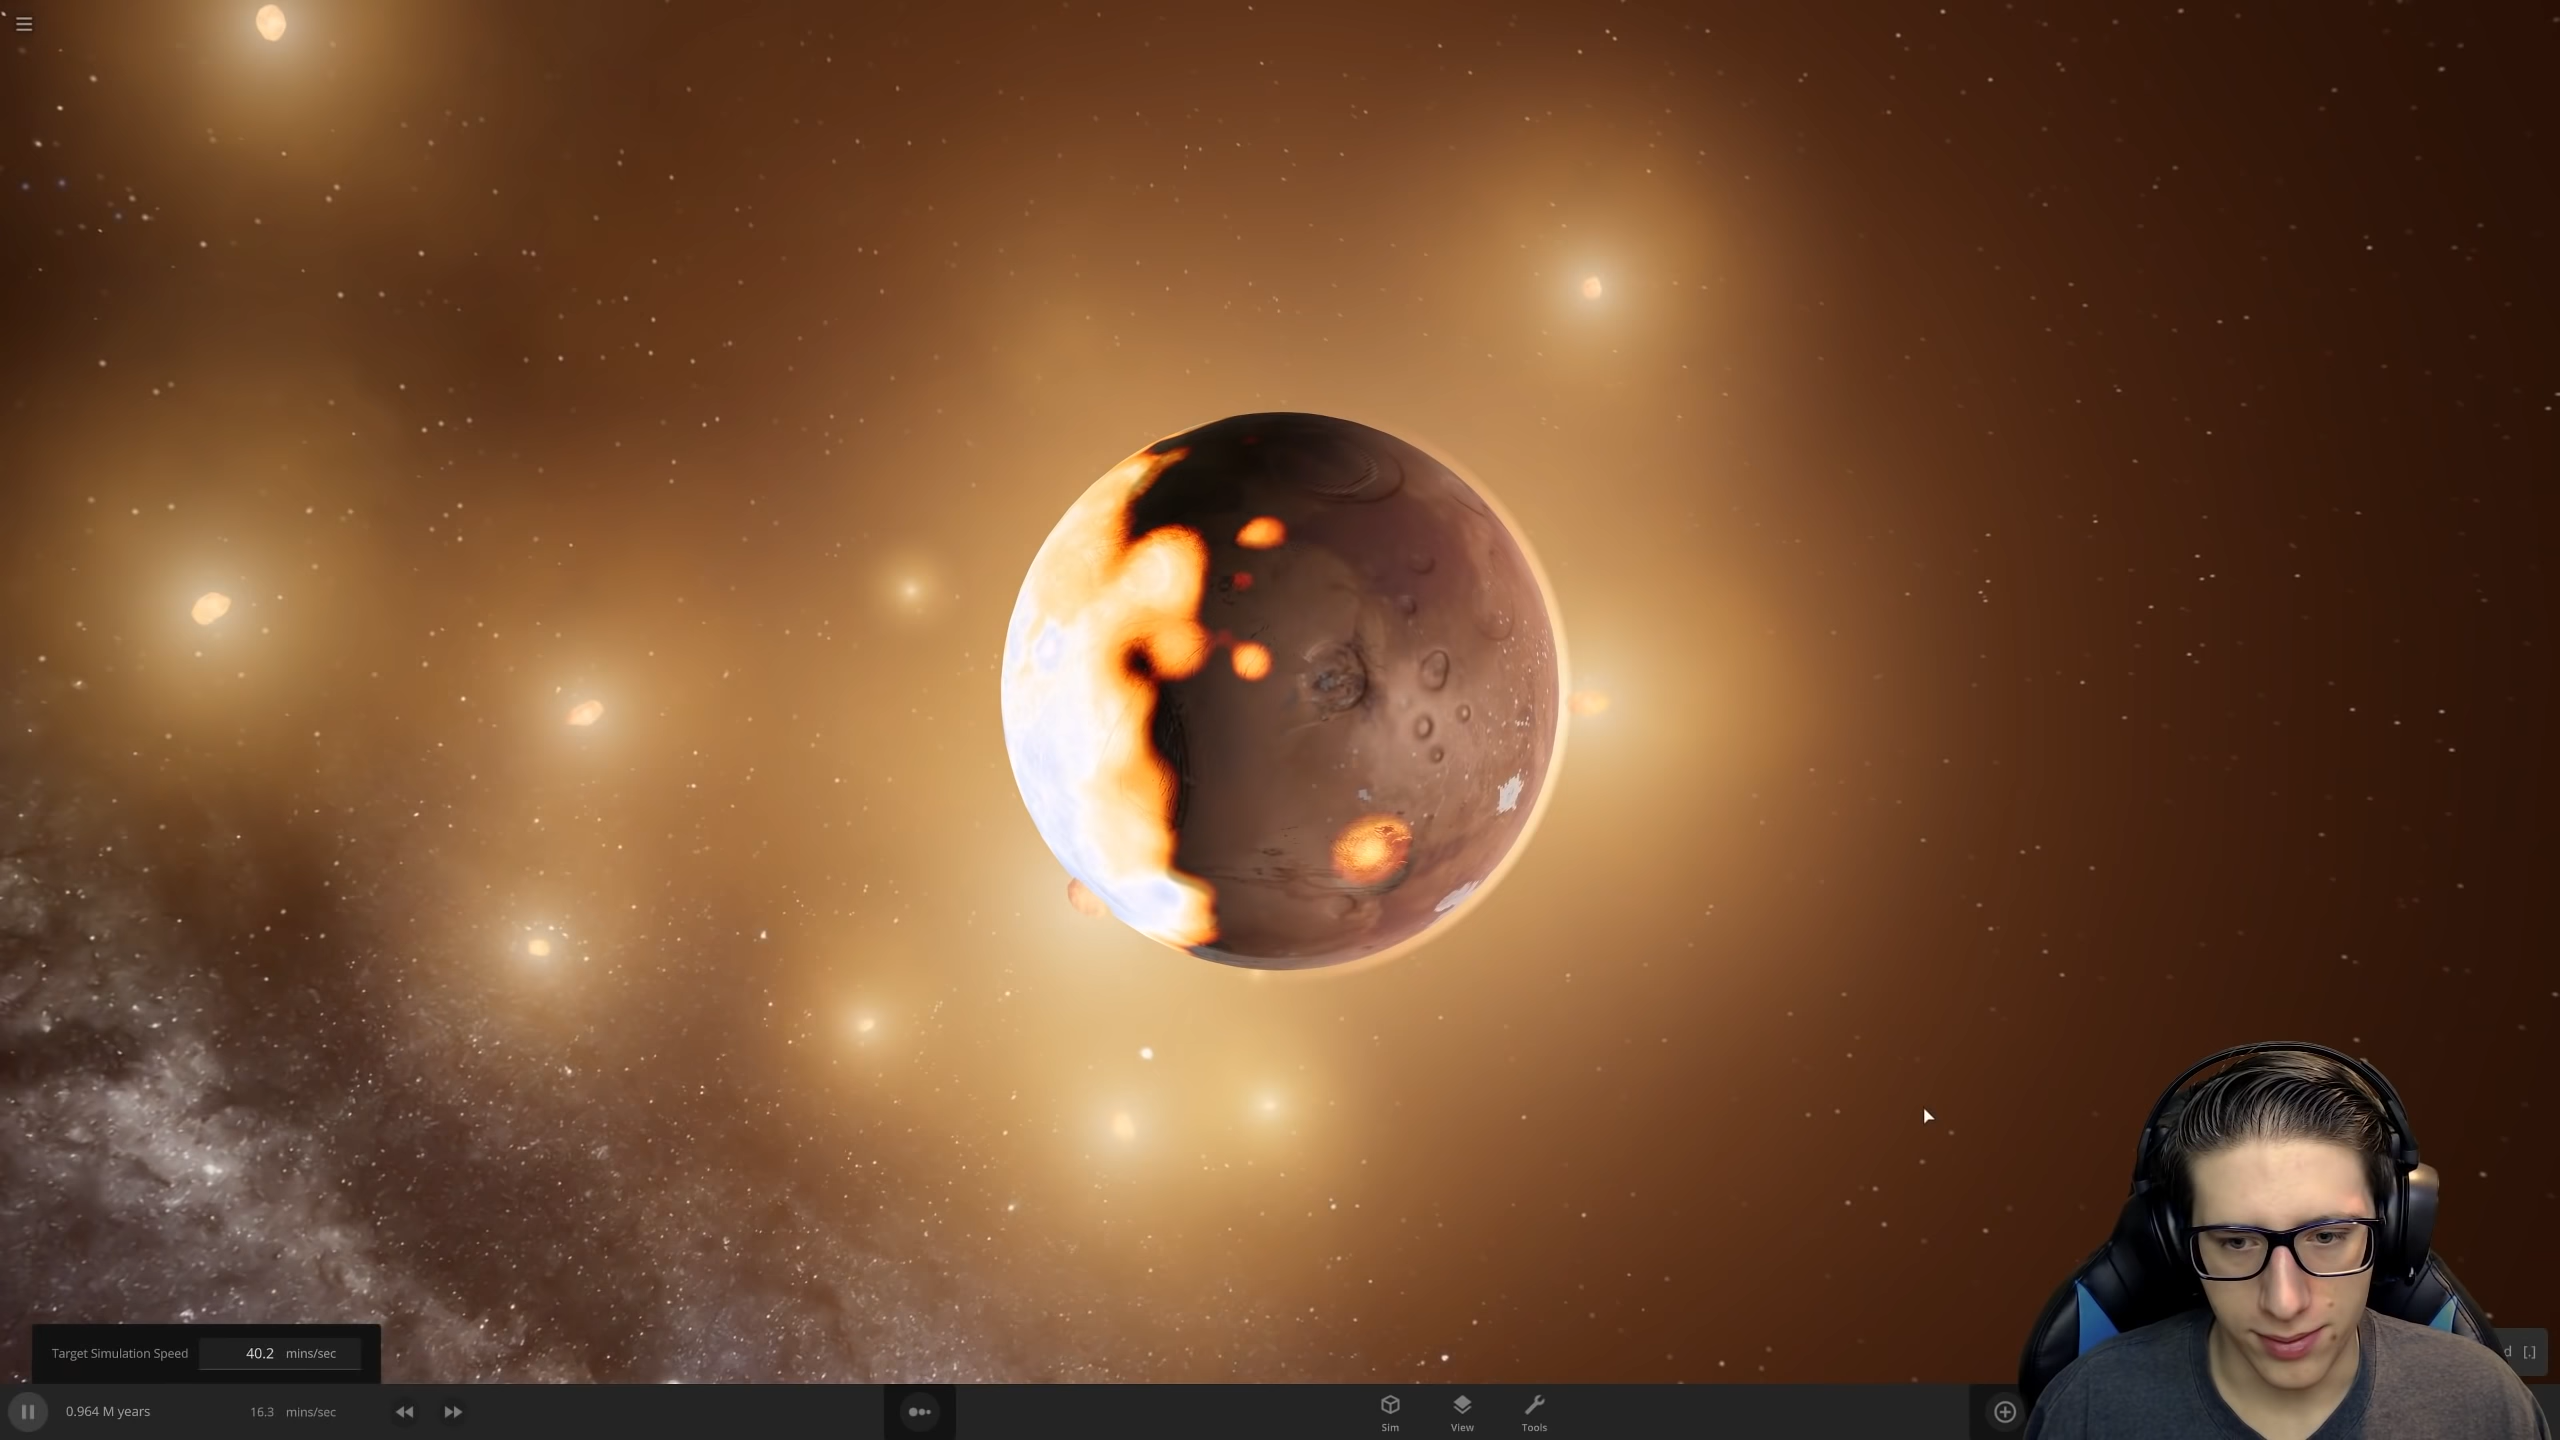 Target Simulation Speed 40.2 mins/sec
d [.]
0.964 M years 16.3 mins/sec
Sim View Tools